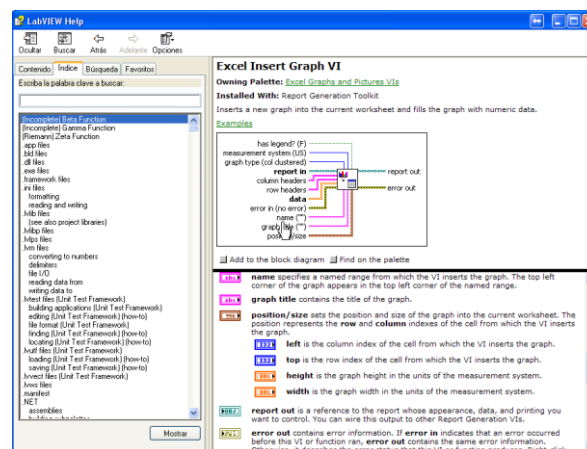 LabVIEW Help
Ocultar Buscar Atrás Adelante Opciones
Contenido Índice Búsqueda Favoritos
Escriba la palabra clave a buscar:
(Incomplete) Beta Function
(Incomplete) Gamma Function
(Riemann) Zeta Function
.app files
.bld files
.dll files
.exe files
.framework files
.ini files
formatting
reading and writing
.lvlib files
(see also project libraries)
.lvlibp files
.lvlps files
.lvm files
converting to numbers
delimiters
file I/O
reading data from
writing data to
.lvtest files (Unit Test Framework)
building applications (Unit Test Framework)
editing (Unit Test Framework) (how-to)
file format (Unit Test Framework)
finding (Unit Test Framework) (how-to)
locating (Unit Test Framework) (how-to)
.lvutf files (Unit Test Framework)
loading (Unit Test Framework) (how-to)
saving (Unit Test Framework) (how-to)
.lvvect files (Unit Test Framework)
.lvws files
.manifest
.NET
assemblies
Mostrar
Excel Insert Graph VI
Owning Palette: Excel Graphs and Pictures VIs
Installed With: Report Generation Toolkit
Inserts a new graph into the current worksheet and fills the graph with numeric data.
Examples
has legend? (F)
measurement system (US)
graph type (col clustered)
report in
column headers
row headers
data
error in (no error)
name ("")
graph title ("")
position/size
report out
error out
Add to the block diagram Find on the palette
name specifies a named range from which the VI inserts the graph. The top left
corner of the graph appears in the top left corner of the named range.
graph title contains the title of the graph.
position/size sets the position and size of the graph into the current worksheet. The
position represents the row and column indexes of the cell from which the VI inserts
the graph.
left is the column index of the cell from which the VI inserts the graph.
top is the row index of the cell from which the VI inserts the graph.
height is the graph height in the units of the measurement system.
width is the graph width in the units of the measurement system.
report out is a reference to the report whose appearance, data, and printing you
want to control. You can wire this output to other Report Generation VIs.
error out contains error information. If error in indicates that an error occurred
before this VI or function ran, error out contains the same error information.